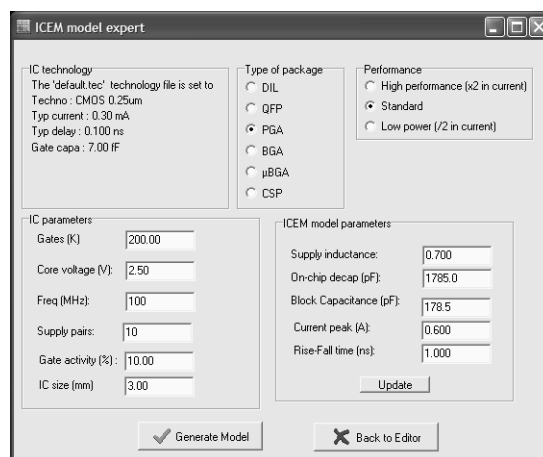 ICEM model expert
IC technology
The 'default.tec' technology file is set to
Techno : CMOS 0.25um
Typ current : 0.30 mA
Typ delay : 0.100 ns
Gate capa : 7.00 fF
Type of package
DIL
QFP
PGA
BGA
µBGA
CSP
Performance
High performance (x2 in current)
Standard
Low power (/2 in current)
IC parameters
Gates (K) 200.00
Core voltage (V): 2.50
Freq (MHz): 100
Supply pairs: 10
Gate activity (%) : 10.00
IC size (mm) 3.00
ICEM model parameters
Supply inductance: 0.700
On-chip decap (pF): 1785.0
Block Capacitance (pF): 178.5
Current peak (A): 0.600
Rise-Fall time (ns): 1.000
Update
Generate Model
Back to Editor